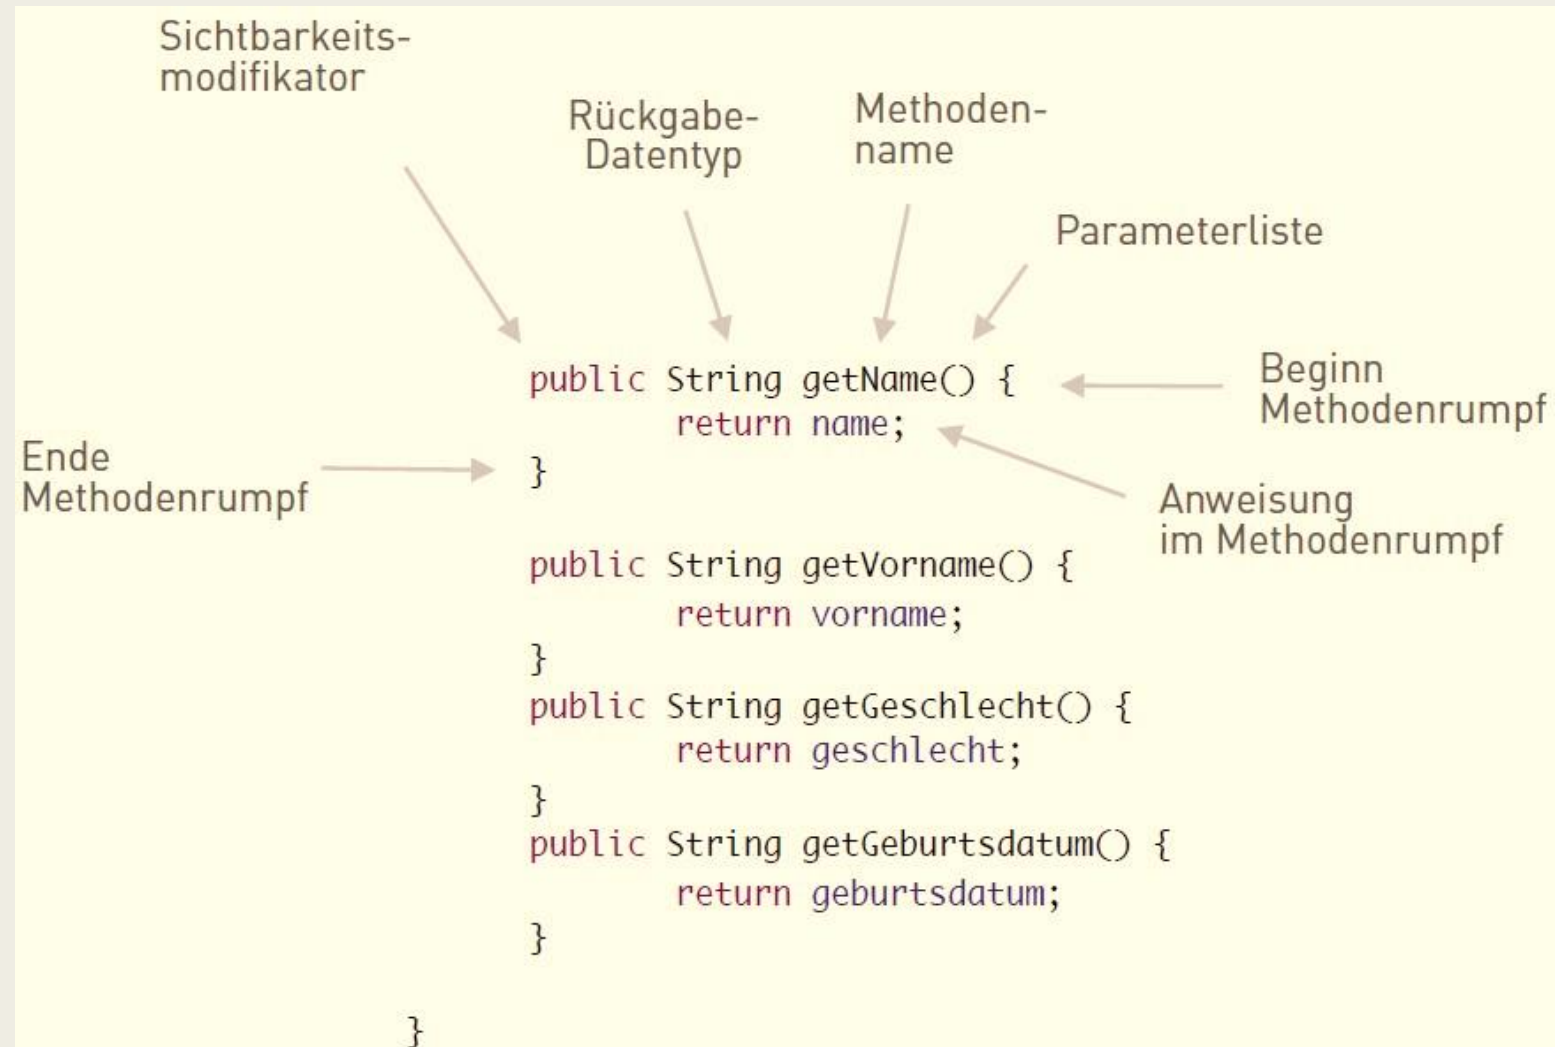 Sichtbarkeits-
modifikator
Rückgabe-
Datentyp
Methoden-
name
Parameterliste
public String getName() {
return name;
}
Beginn
Methodenrumpf
Ende
Methodenrumpf
Anweisung
im Methodenrumpf
public String getVorname() {
return vorname;
}
public String getGeschlecht() {
return geschlecht;
}
public String getGeburtsdatum() {
return geburtsdatum;
}
}